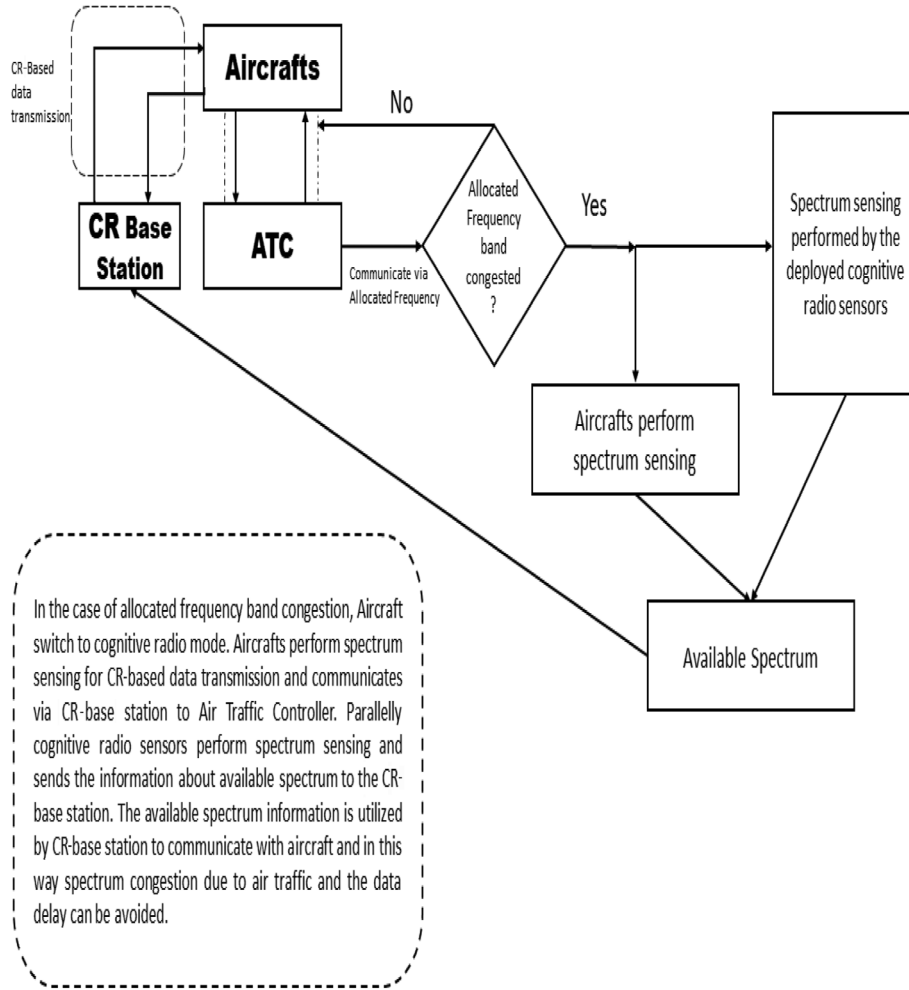 CR-Based
data
transmission
Aircrafts
No
CR Base
Station
ATC
Communicate via
Allocated Frequency
Allocated
Frequency
band
congested
?
Yes
Spectrum sensing
performed by the
deployed cognitive
radio sensors
Aircrafts perform
spectrum sensing
Available Spectrum
In the case of allocated frequency band congestion, Aircraft
switch to cognitive radio mode. Aircrafts perform spectrum
sensing for CR-based data transmission and communicates
via CR-base station to Air Traffic Controller. Parallelly
cognitive radio sensors perform spectrum sensing and
sends the information about available spectrum to the CR-
base station. The available spectrum information is utilized
by CR-base station to communicate with aircraft and in this
way spectrum congestion due to air traffic and the data
delay can be avoided.